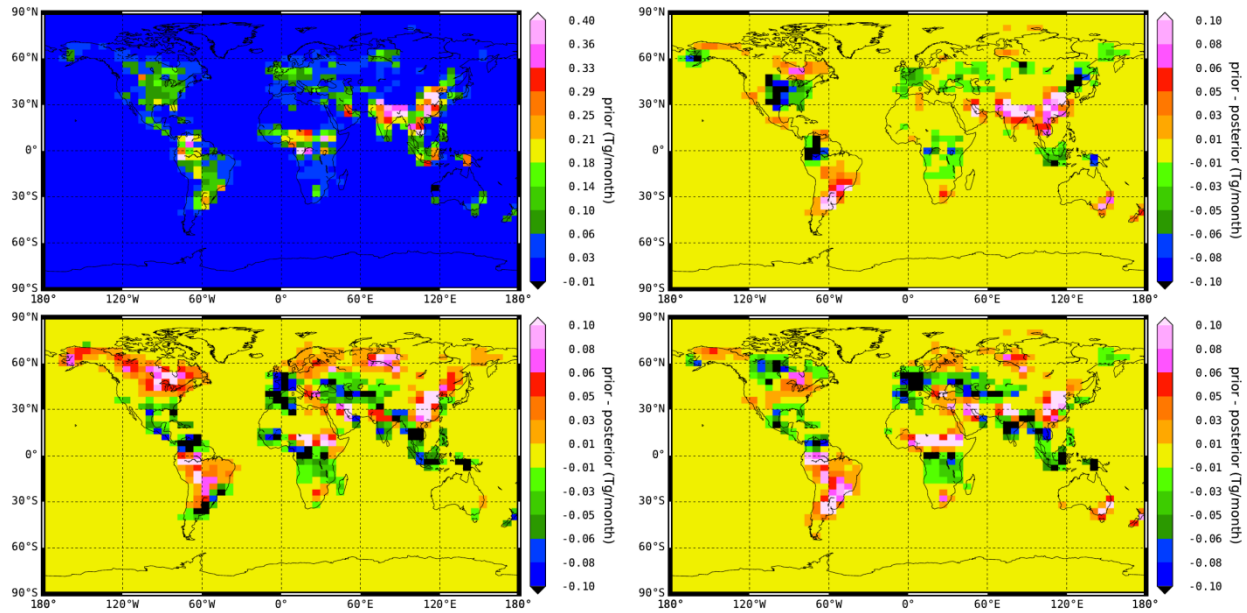 90°N
60°N
30°N
0°
30°S
60°S
90°S
180°
120°W
60°W
0°
60°E
120°E
180°
0.40
0.36
0.33
0.29
0.25
0.21
0.18
0.14
0.10
0.06
0.03
-0.01
prior (Tg/month)
90°N
60°N
30°N
0°
30°S
60°S
90°S
180°
120°W
60°W
0°
60°E
120°E
180°
0.10
0.08
0.06
0.05
0.03
0.01
-0.01
-0.03
-0.05
-0.06
-0.08
-0.10
prior - posterior (Tg/month)
90°N
60°N
30°N
0°
30°S
60°S
90°S
180°
120°W
60°W
0°
60°E
120°E
180°
0.10
0.08
0.06
0.05
0.03
0.01
-0.01
-0.03
-0.05
-0.06
-0.08
-0.10
prior - posterior (Tg/month)
90°N
60°N
30°N
0°
30°S
60°S
90°S
180°
120°W
60°W
0°
60°E
120°E
180°
0.10
0.08
0.06
0.05
0.03
0.01
-0.01
-0.03
-0.05
-0.06
-0.08
-0.10
prior - posterior (Tg/month)